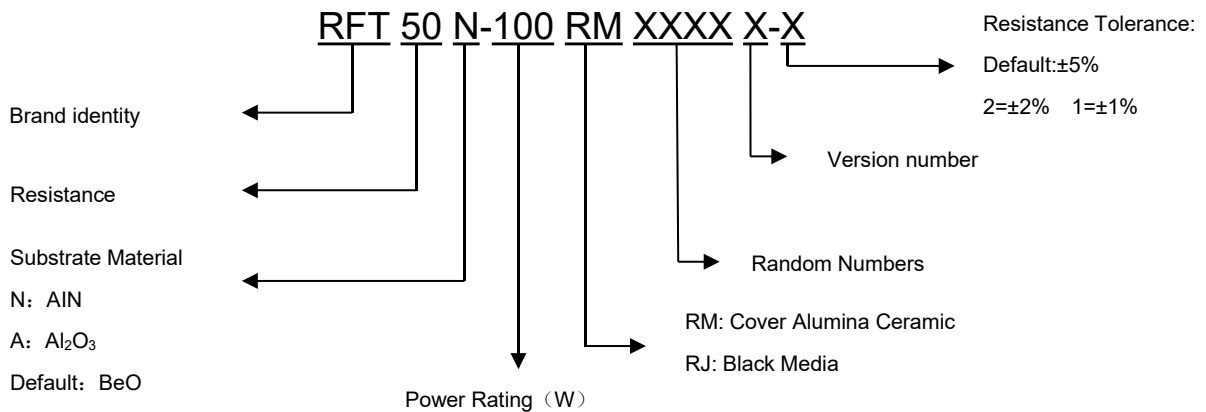 RFT 50 N-100 RM XXXX X-X
Resistance Tolerance:
Default:±5%
2=±2% 1=±1%
Brand identity
Version number
Resistance
Substrate Material
N：AlN
A：Al₂O₃
Default：BeO
Random Numbers
RM: Cover Alumina Ceramic
RJ: Black Media
Power Rating（W）